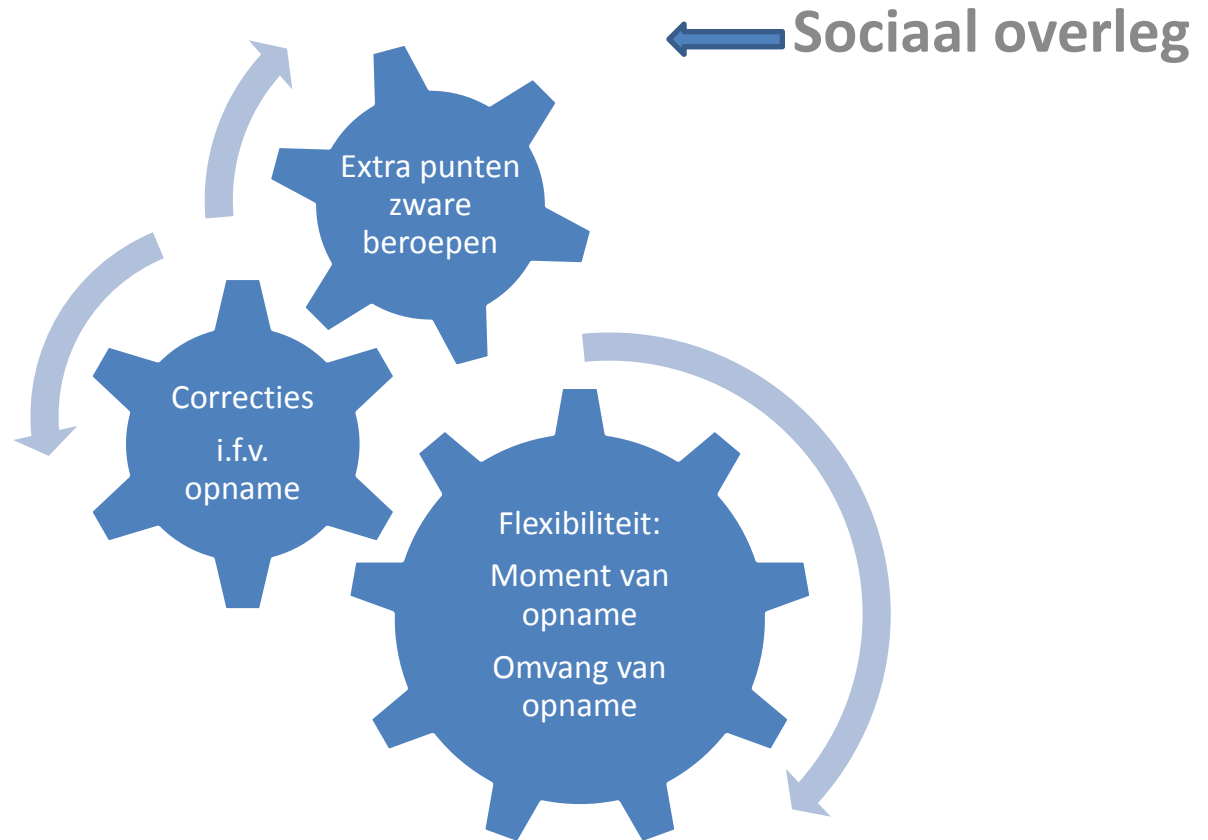 Sociaal overleg
Extra punten
zware
beroepen
Correcties
i.f.v.
opname
Flexibiliteit:
Moment van
opname
Omvang van
opname